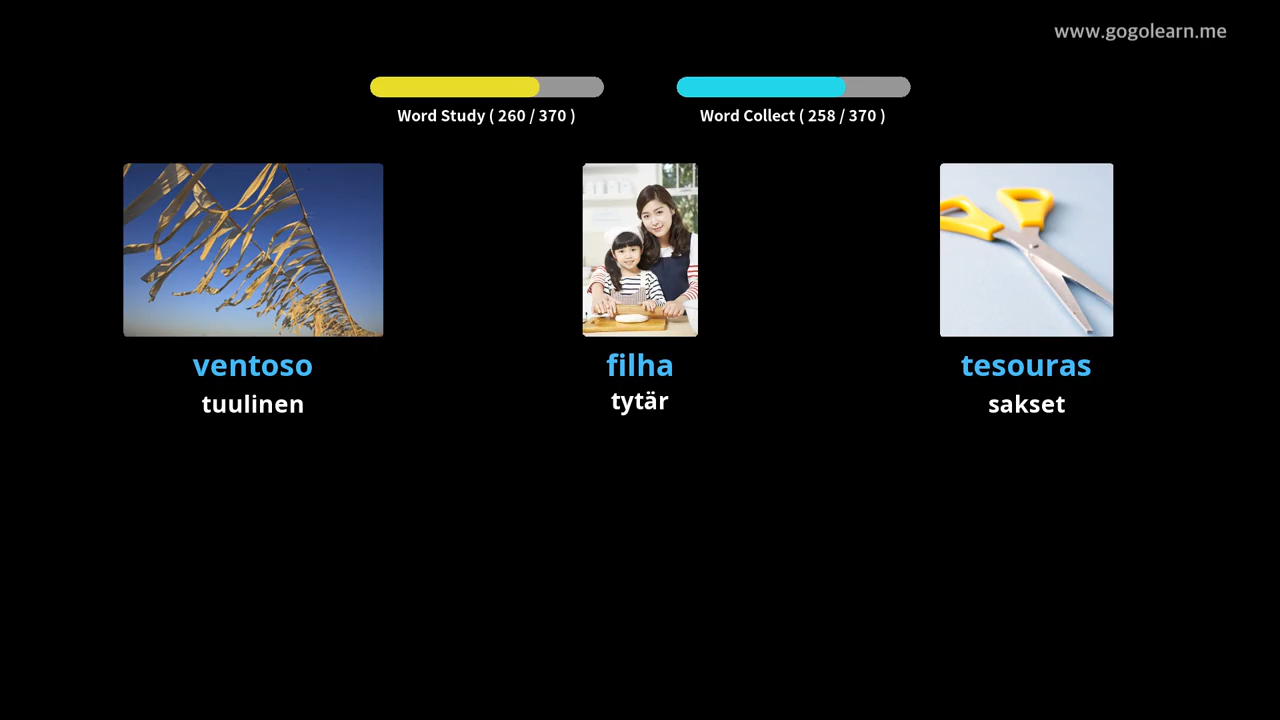 www.gogolearn.me
Word Study ( 260 / 370 )
Word Collect ( 258 / 370 )
ventoso
tuulinen
filha
tytär
tesouras
sakset